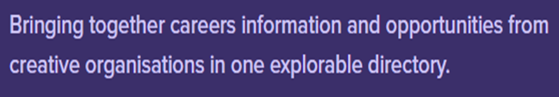 Bringing together careers information and opportunities from
creative organisations in one explorable directory.